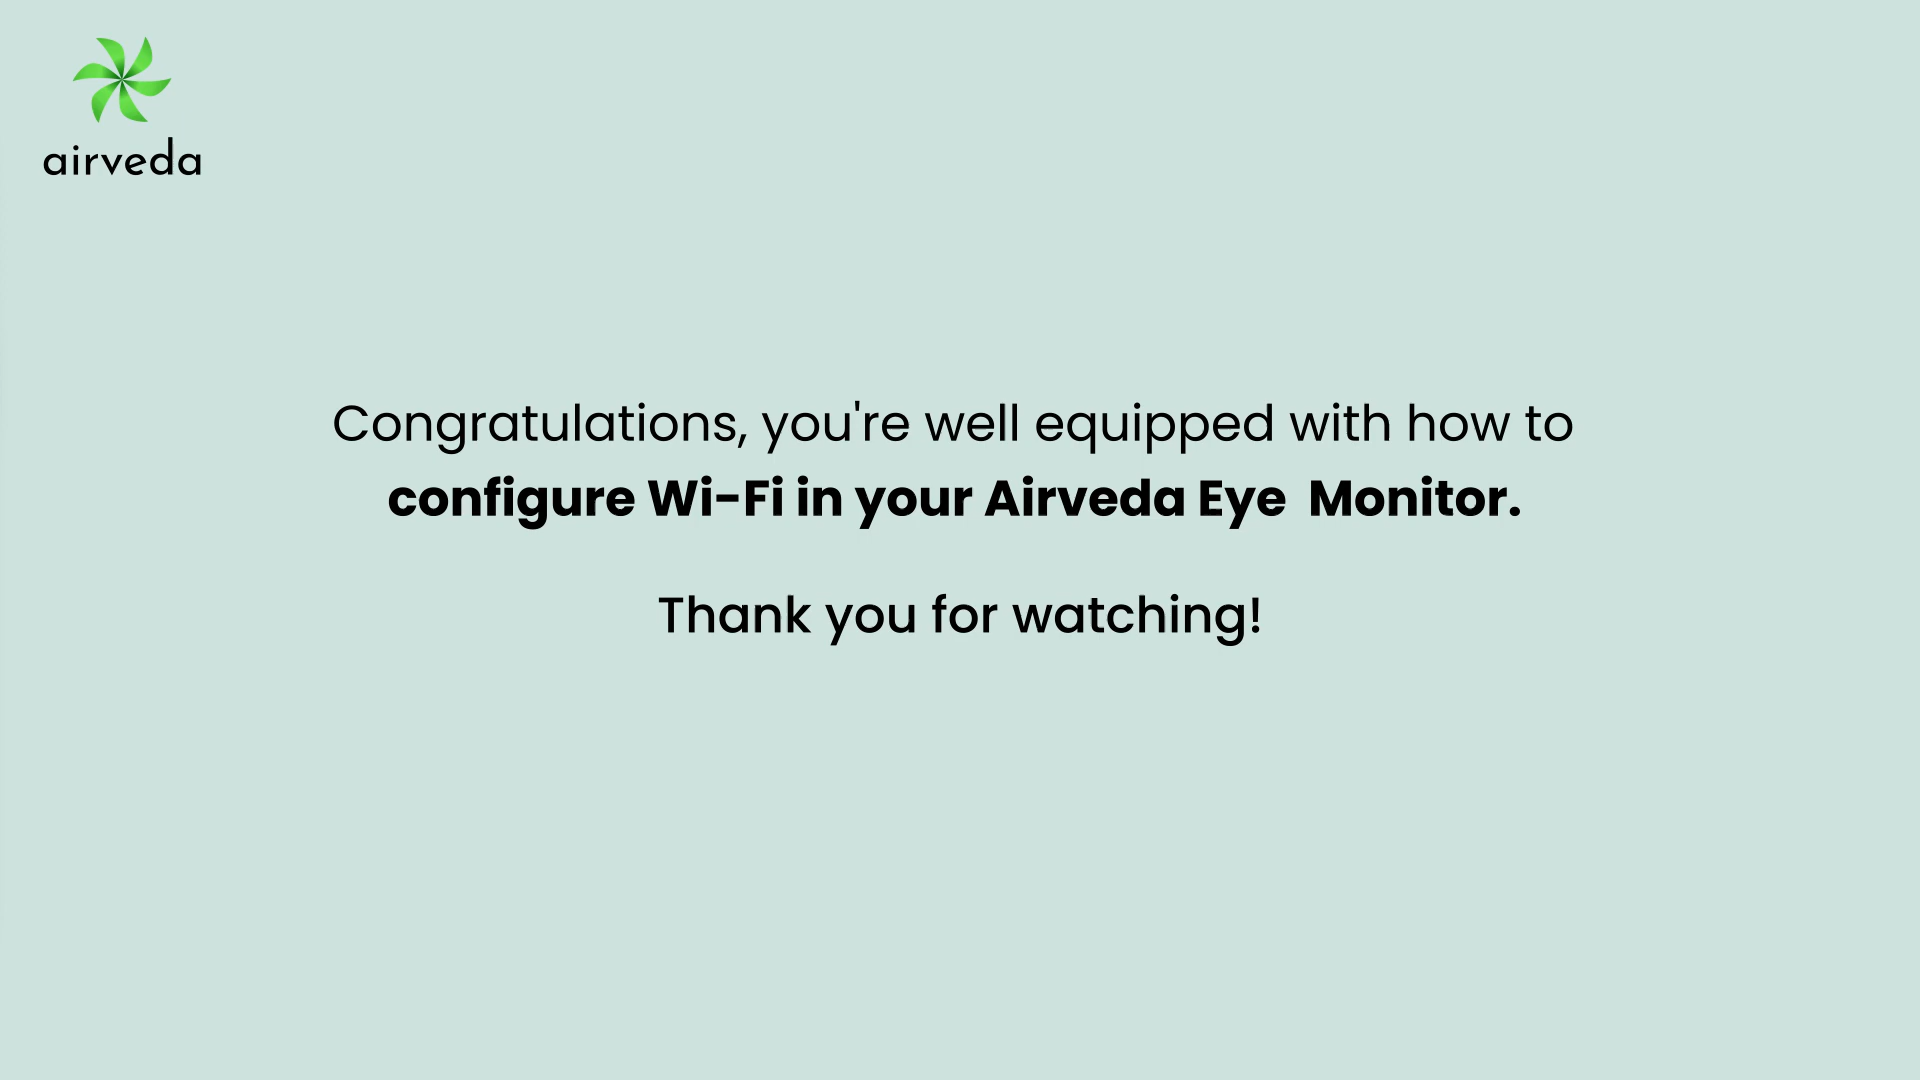 airveda
Congratulations, you're well equipped with how to
configure Wi-Fi in your Airveda Eye  Monitor.
Thank you for watching!